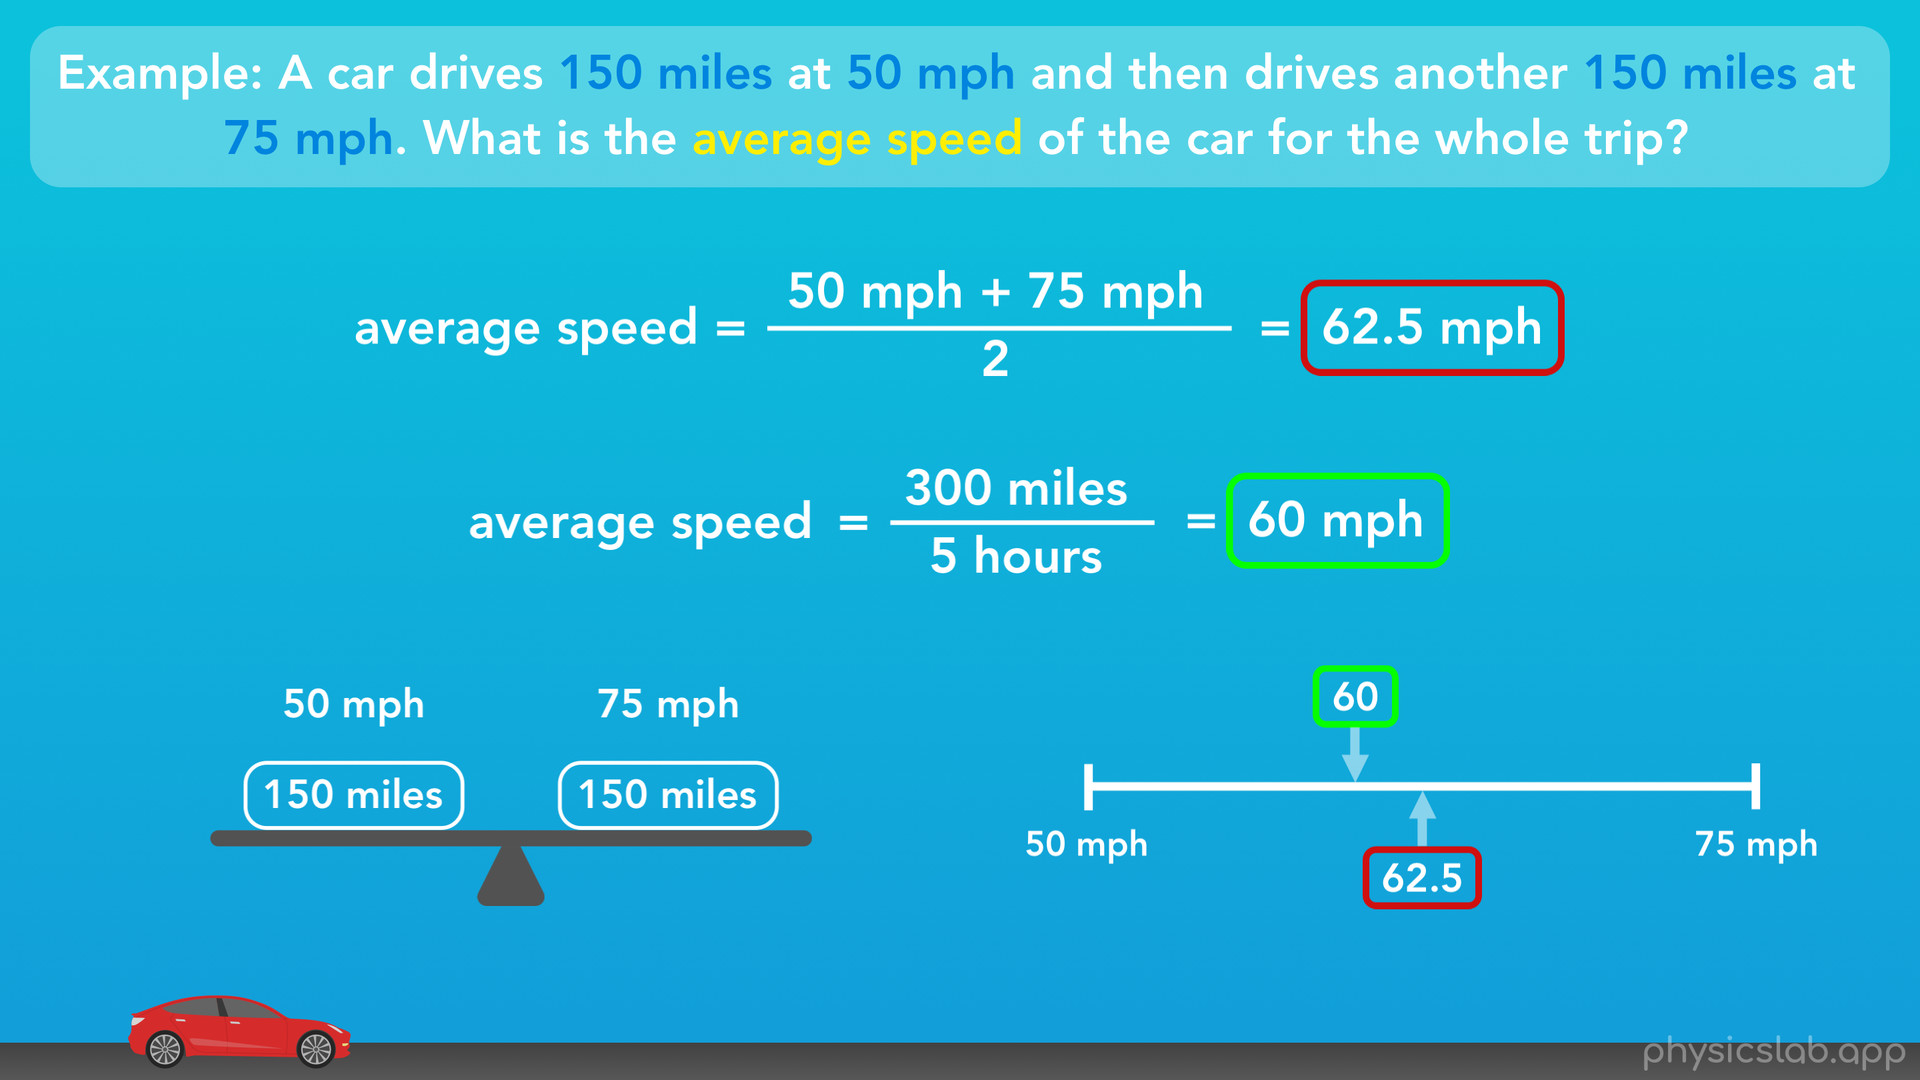 Example: A car drives 150 miles at 50 mph and then drives another 150 miles at
75 mph. What is the average speed of the car for the whole trip?
average speed = 50 mph + 75 mph / 2 = 62.5 mph
average speed = 300 miles / 5 hours = 60 mph
50 mph 75 mph
150 miles 150 miles
60
50 mph 75 mph
62.5
physicslab.app